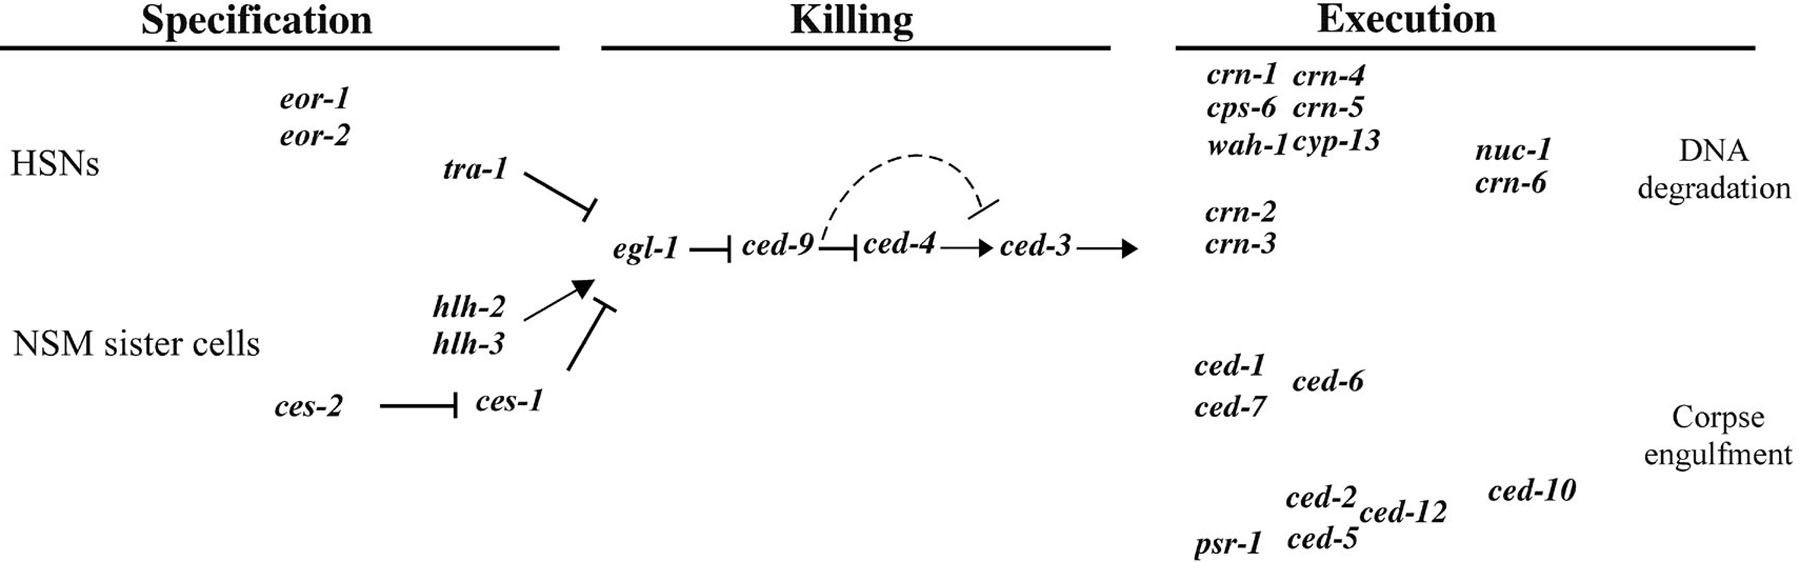 Specification
Killing
Execution
HSNs
eor-1
eor-2
tra-1
NSM sister cells
hlh-2
hlh-3
ces-2
ces-1
egl-1 ced-9 ced-4 ced-3
crn-1 crn-4
cps-6 crn-5
wah-1 cyp-13
crn-2
crn-3
nuc-1
crn-6
DNA
degradation
ced-1
ced-7
ced-6
psr-1
ced-2
ced-5
ced-12
ced-10
Corpse
engulfment